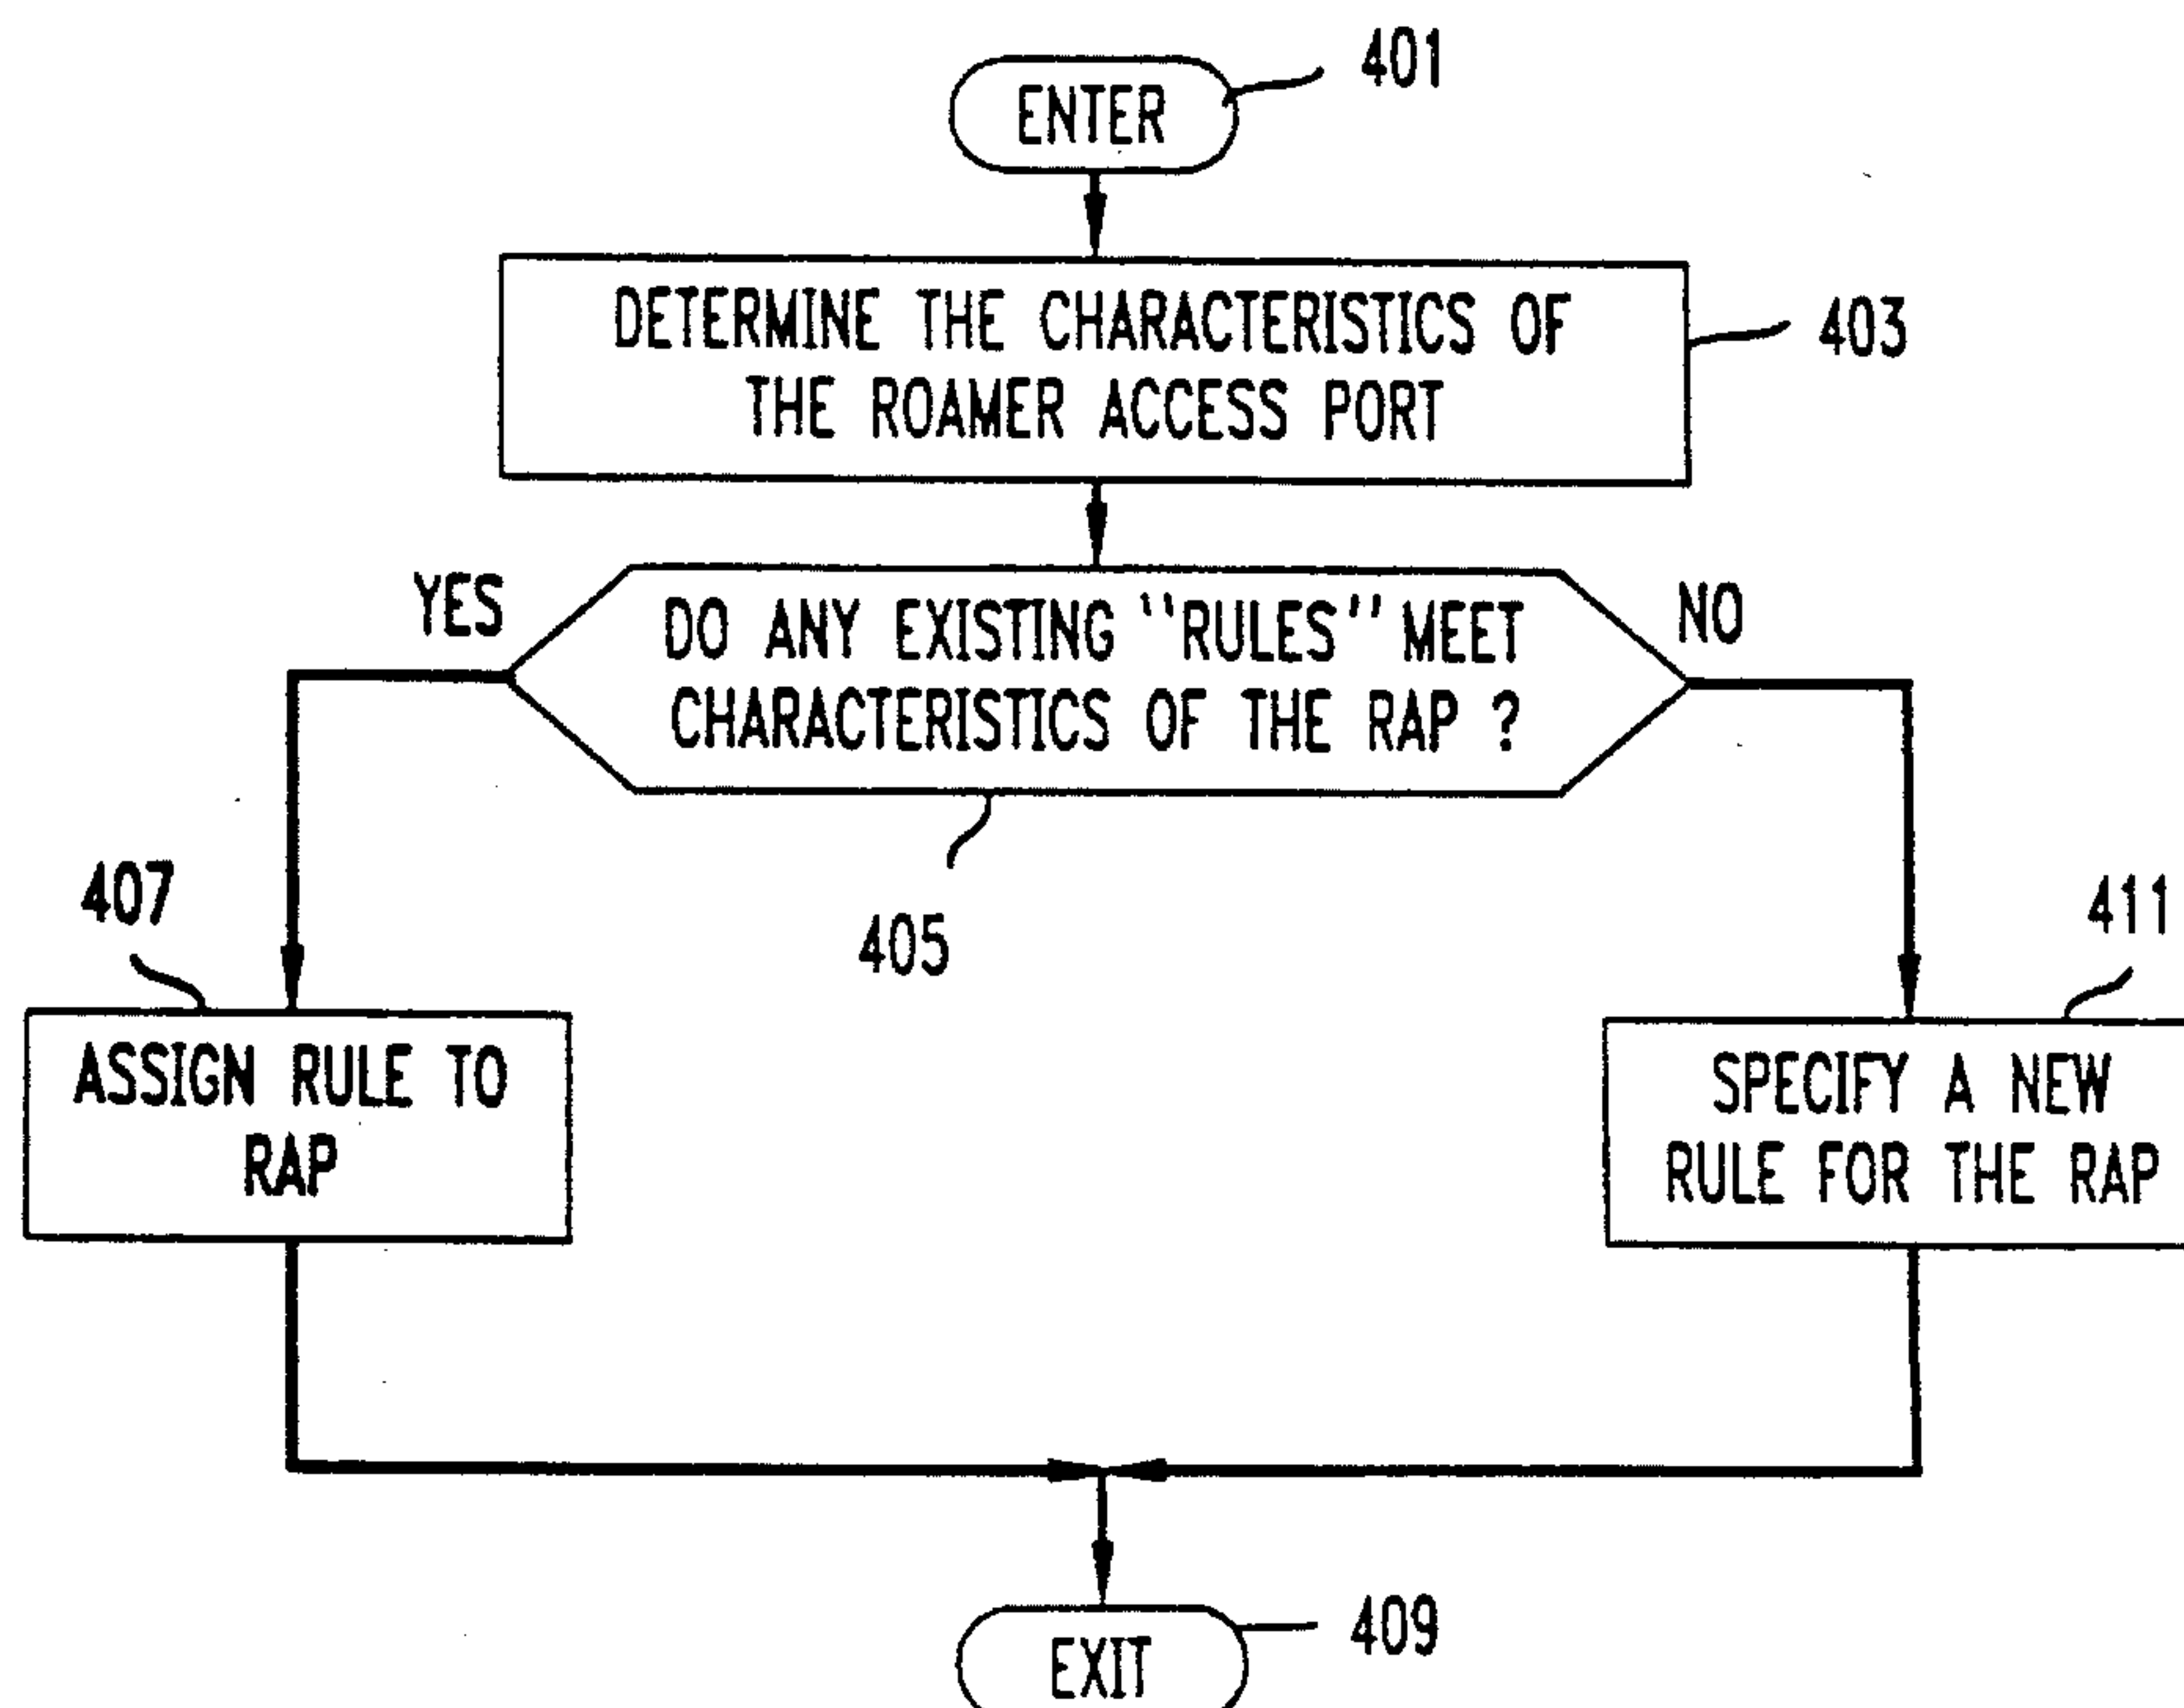 401
ENTER
DETERMINE THE CHARACTERISTICS OF
THE ROAMER ACCESS PORT
403
YES
NO
DO ANY EXISTING "RULES" MEET
CHARACTERISTICS OF THE RAP ?
405
407
411
ASSIGN RULE TO
RAP
SPECIFY A NEW
RULE FOR THE RAP
409
EXIT